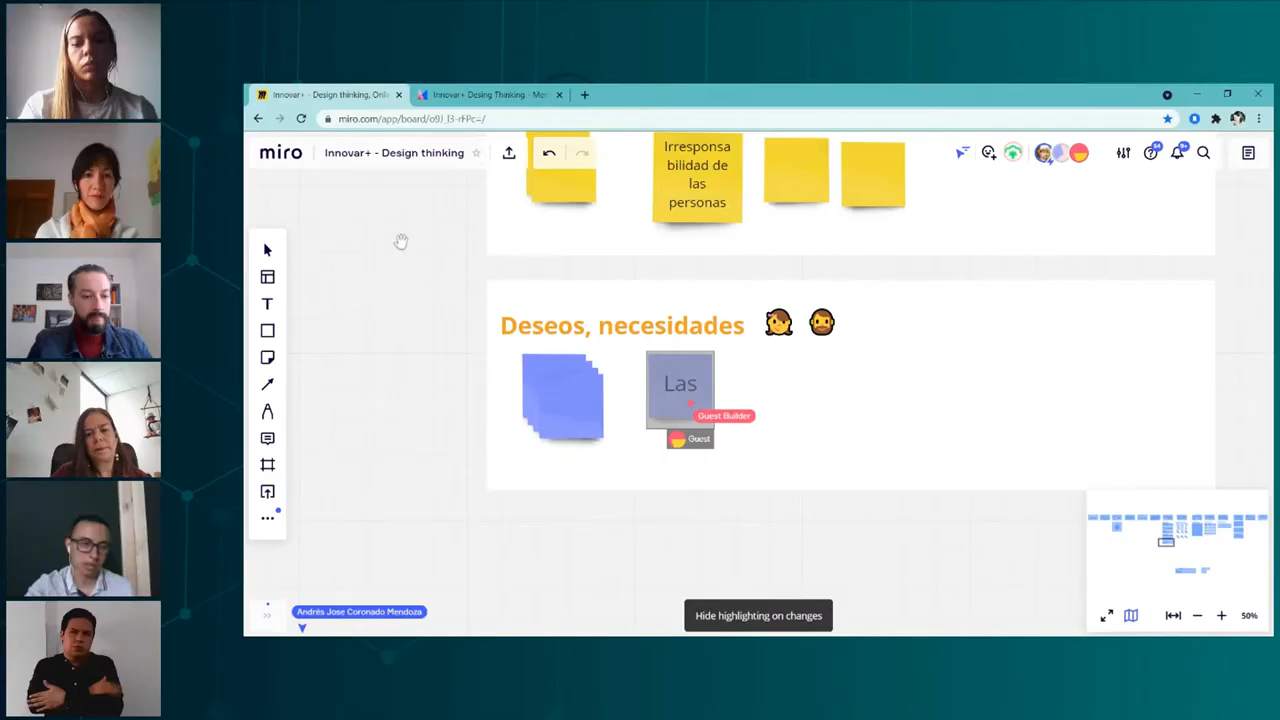 Innovar+ - Design thinking, Onli
Innovar+ Desing Thinking - Me
miro.com/app/board/o9J_l3-rFPc=/
miro
Innovar+ - Design thinking
Irresponsa
bilidad de
las
personas
Deseos, necesidades
Las
Guest Builder
Guest
Andrés Jose Coronado Mendoza
Hide highlighting on changes
50%